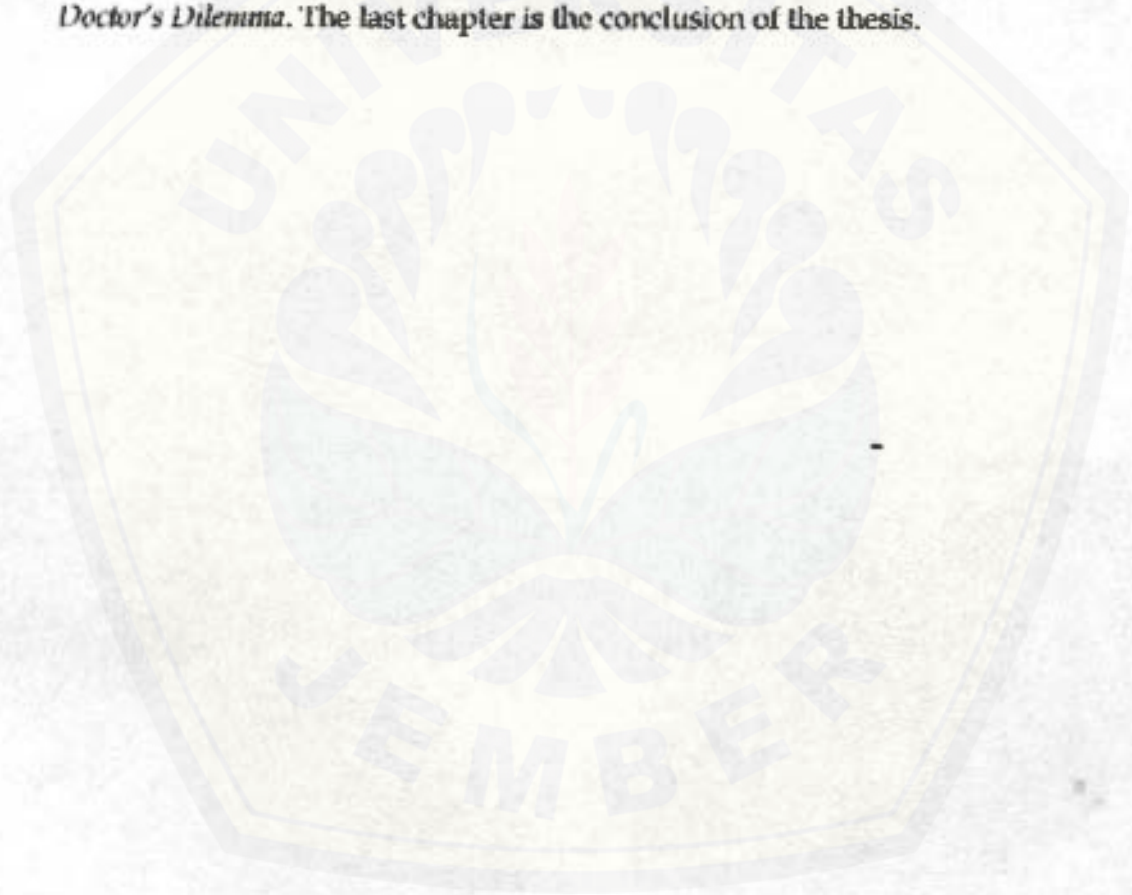 Doctor's Dilemma. The last chapter is the conclusion of the thesis.
UNIVERSITAS
JEMBER